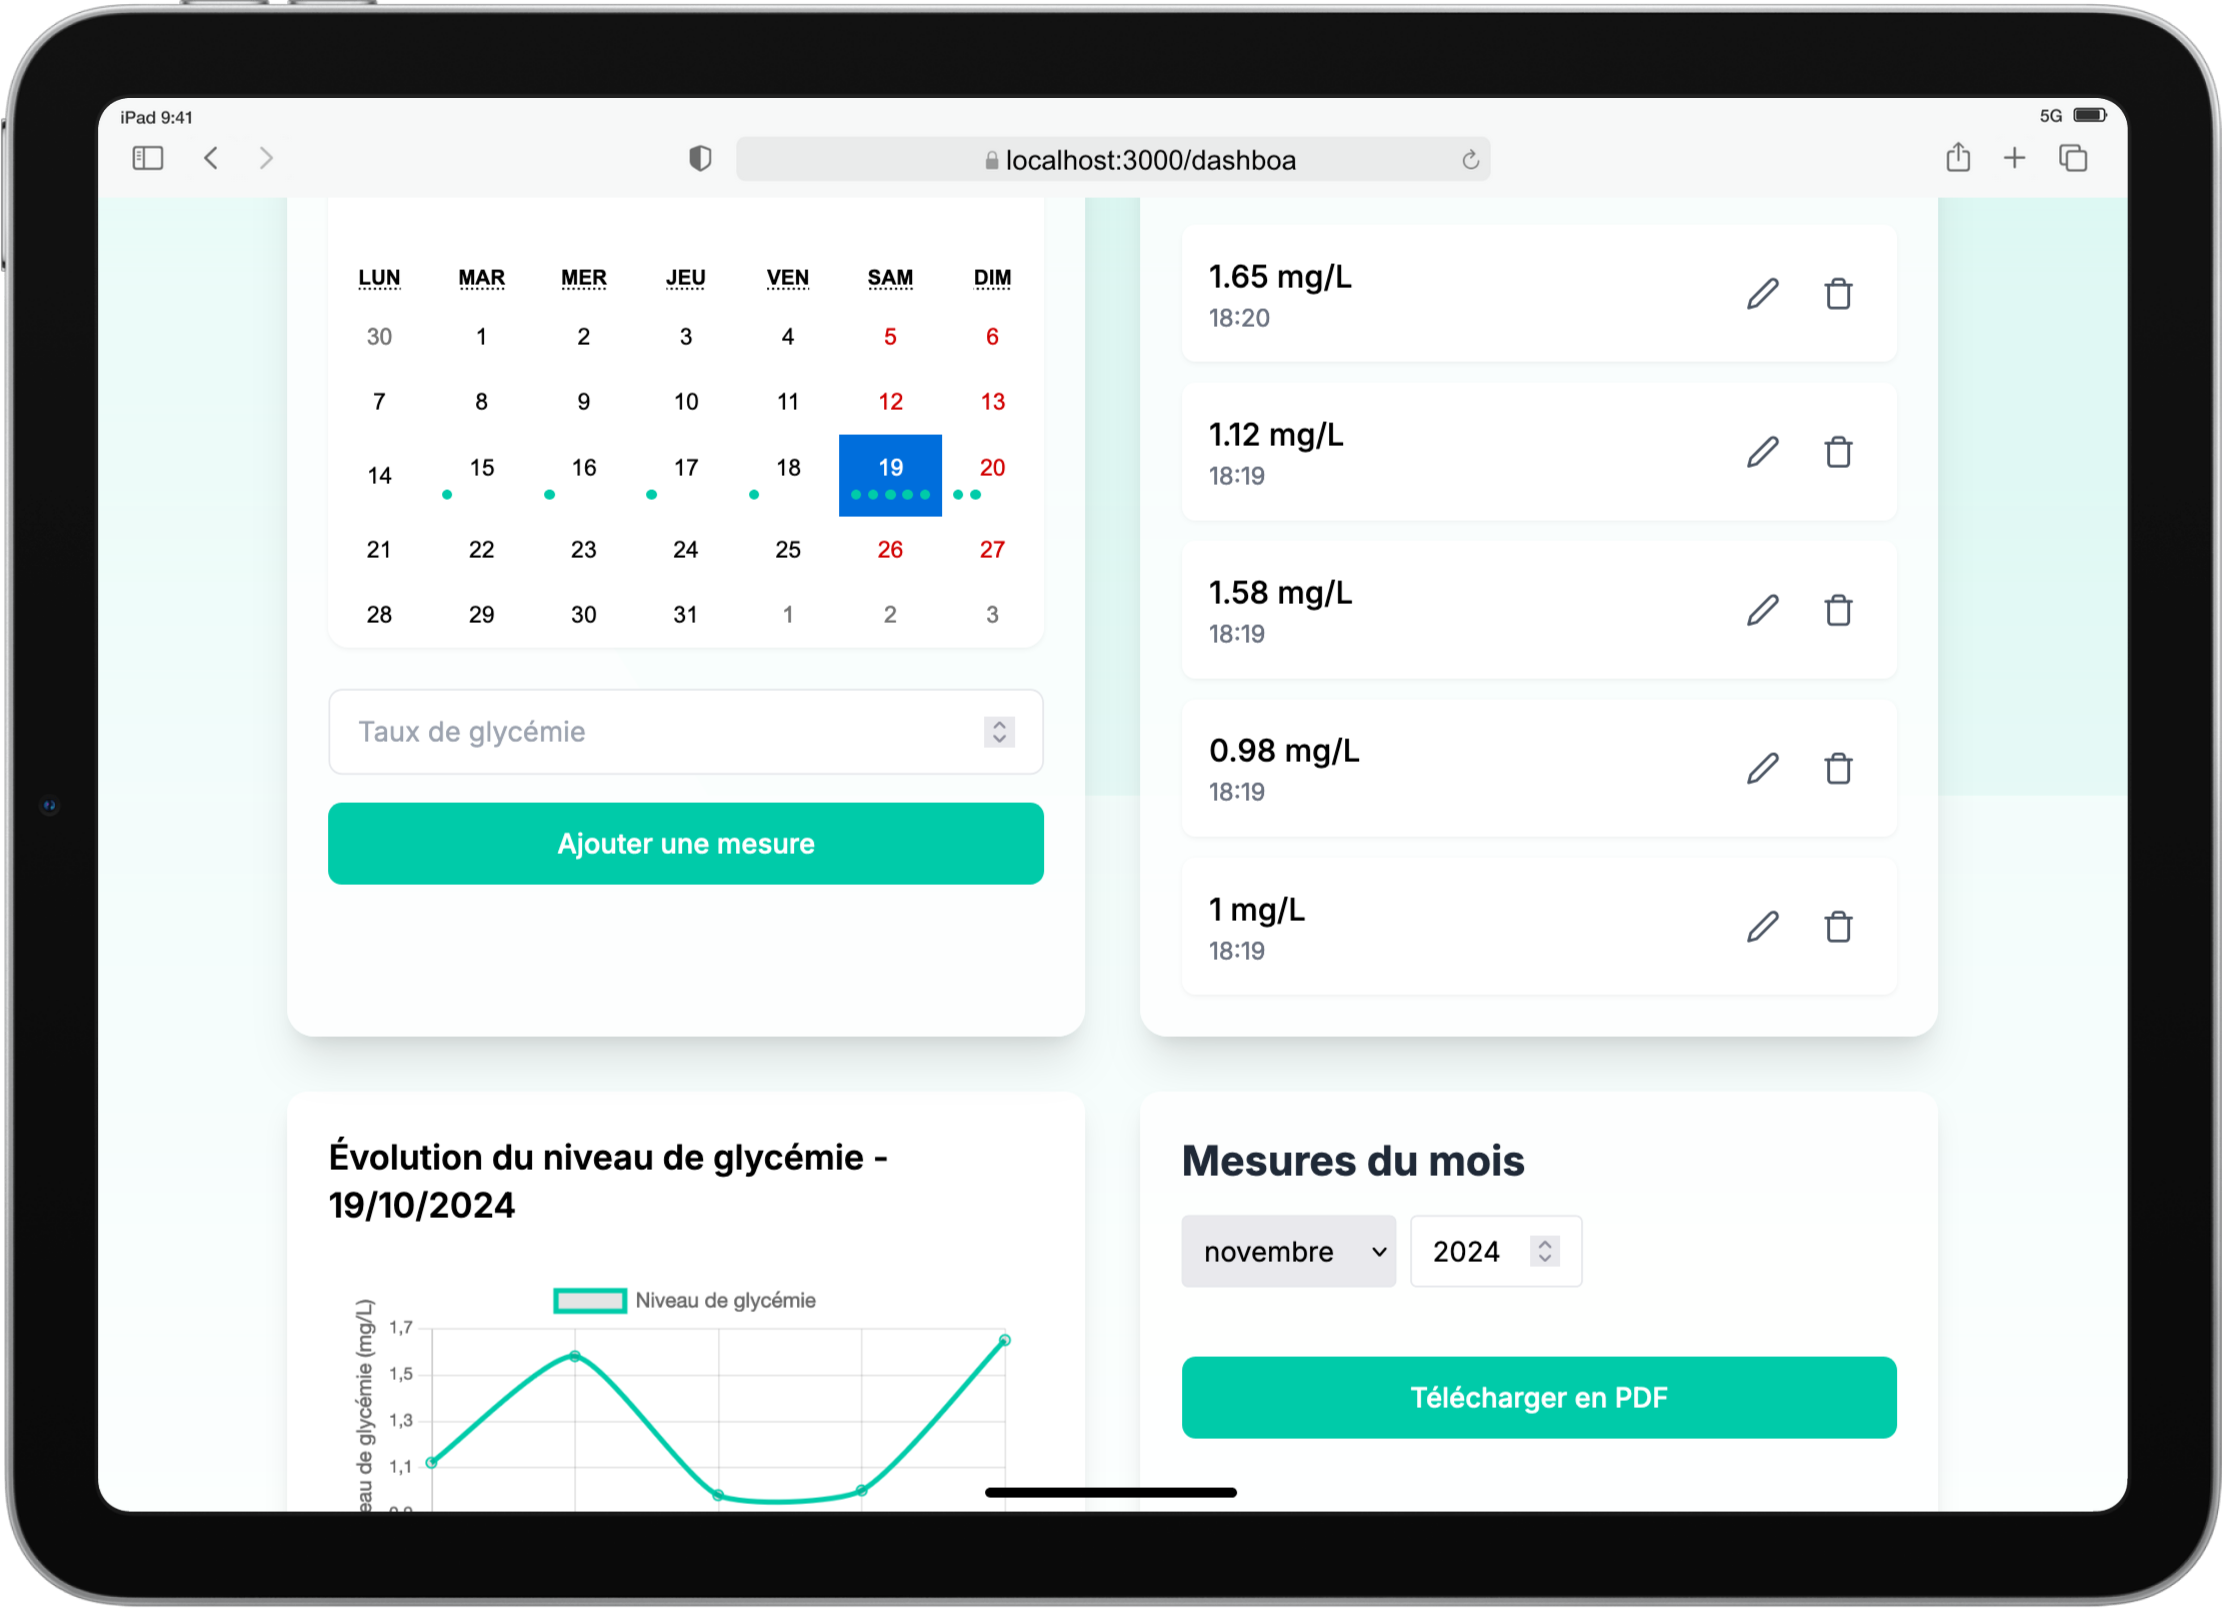 iPad 9:41
5G
localhost:3000/dashboa
LUN MAR MER JEU VEN SAM DIM
30 1 2 3 4 5 6
7 8 9 10 11 12 13
14 15 16 17 18 19 20
21 22 23 24 25 26 27
28 29 30 31 1 2 3
Taux de glycémie
Ajouter une mesure
1.65 mg/L
18:20
1.12 mg/L
18:19
1.58 mg/L
18:19
0.98 mg/L
18:19
1 mg/L
18:19
Évolution du niveau de glycémie -
19/10/2024
Niveau de glycémie
eau de glycémie (mg/L)
1,7
1,5
1,3
1,1
Mesures du mois
novembre 2024
Télécharger en PDF